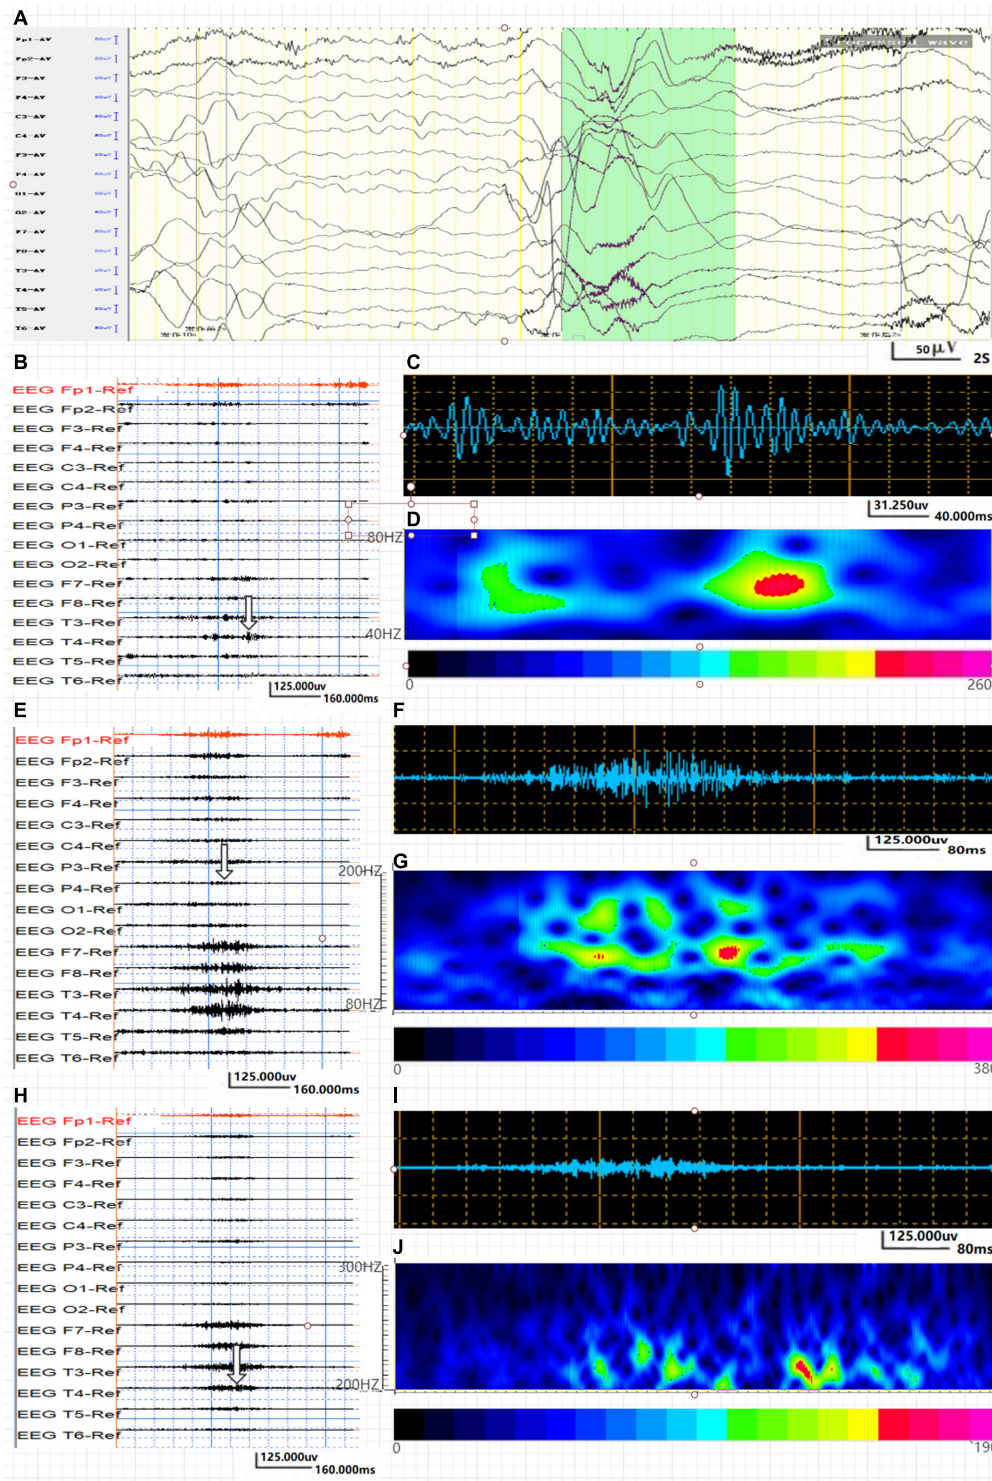 A
Fp1-AV
Fp2-AV
F3-AV
F4-AV
C3-AV
C4-AV
P3-AV
P4-AV
O1-AV
O2-AV
F7-AV
F8-AV
T3-AV
T4-AV
T5-AV
T6-AV
50 μV
2S
B
EEG Fp1-Ref
EEG Fp2-Ref
EEG F3-Ref
EEG F4-Ref
EEG C3-Ref
EEG C4-Ref
EEG P3-Ref
EEG P4-Ref
EEG O1-Ref
EEG O2-Ref
EEG F7-Ref
EEG F8-Ref
EEG T3-Ref
EEG T4-Ref
EEG T5-Ref
EEG T6-Ref
125.000uv
160.000ms
C
31.250uv
40.000ms
D
80HZ
40HZ
0
260
E
EEG Fp1-Ref
EEG Fp2-Ref
EEG F3-Ref
EEG F4-Ref
EEG C3-Ref
EEG C4-Ref
EEG P3-Ref
EEG P4-Ref
EEG O1-Ref
EEG O2-Ref
EEG F7-Ref
EEG F8-Ref
EEG T3-Ref
EEG T4-Ref
EEG T5-Ref
EEG T6-Ref
125.000uv
160.000ms
F
125.000uv
80ms
G
200HZ
80HZ
0
380
H
EEG Fp1-Ref
EEG Fp2-Ref
EEG F3-Ref
EEG F4-Ref
EEG C3-Ref
EEG C4-Ref
EEG P3-Ref
EEG P4-Ref
EEG O1-Ref
EEG O2-Ref
EEG F7-Ref
EEG F8-Ref
EEG T3-Ref
EEG T4-Ref
EEG T5-Ref
EEG T6-Ref
125.000uv
160.000ms
I
125.000uv
80ms
J
300HZ
200HZ
0
190